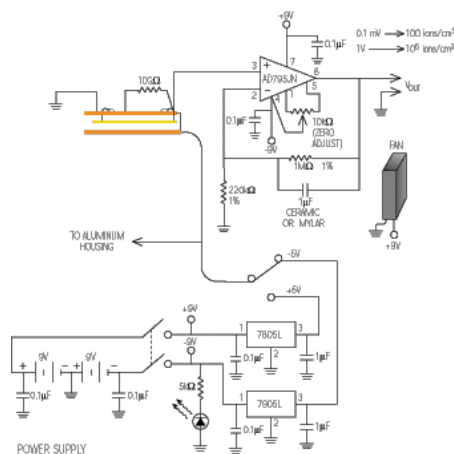 +9V
0.1µF
0.1 mV → 100 ions/cm³
1V → 10⁶ ions/cm³
10GΩ
3
7
AD795JN
6
2
4
1
5
VOUT
0.1µF
-9V
10kΩ
(ZERO
ADJUST)
FAN
1MΩ 1%
220kΩ
1%
1µF
CERAMIC
OR MYLAR
+9V
TO ALUMINUM
HOUSING
-5V
+5V
+9V
-9V
1
7805L
3
2
0.1µF
1µF
9V
9V
+ - + -
0.1µF
0.1µF
5kΩ
1
7905L
3
2
0.1µF
1µF
POWER SUPPLY